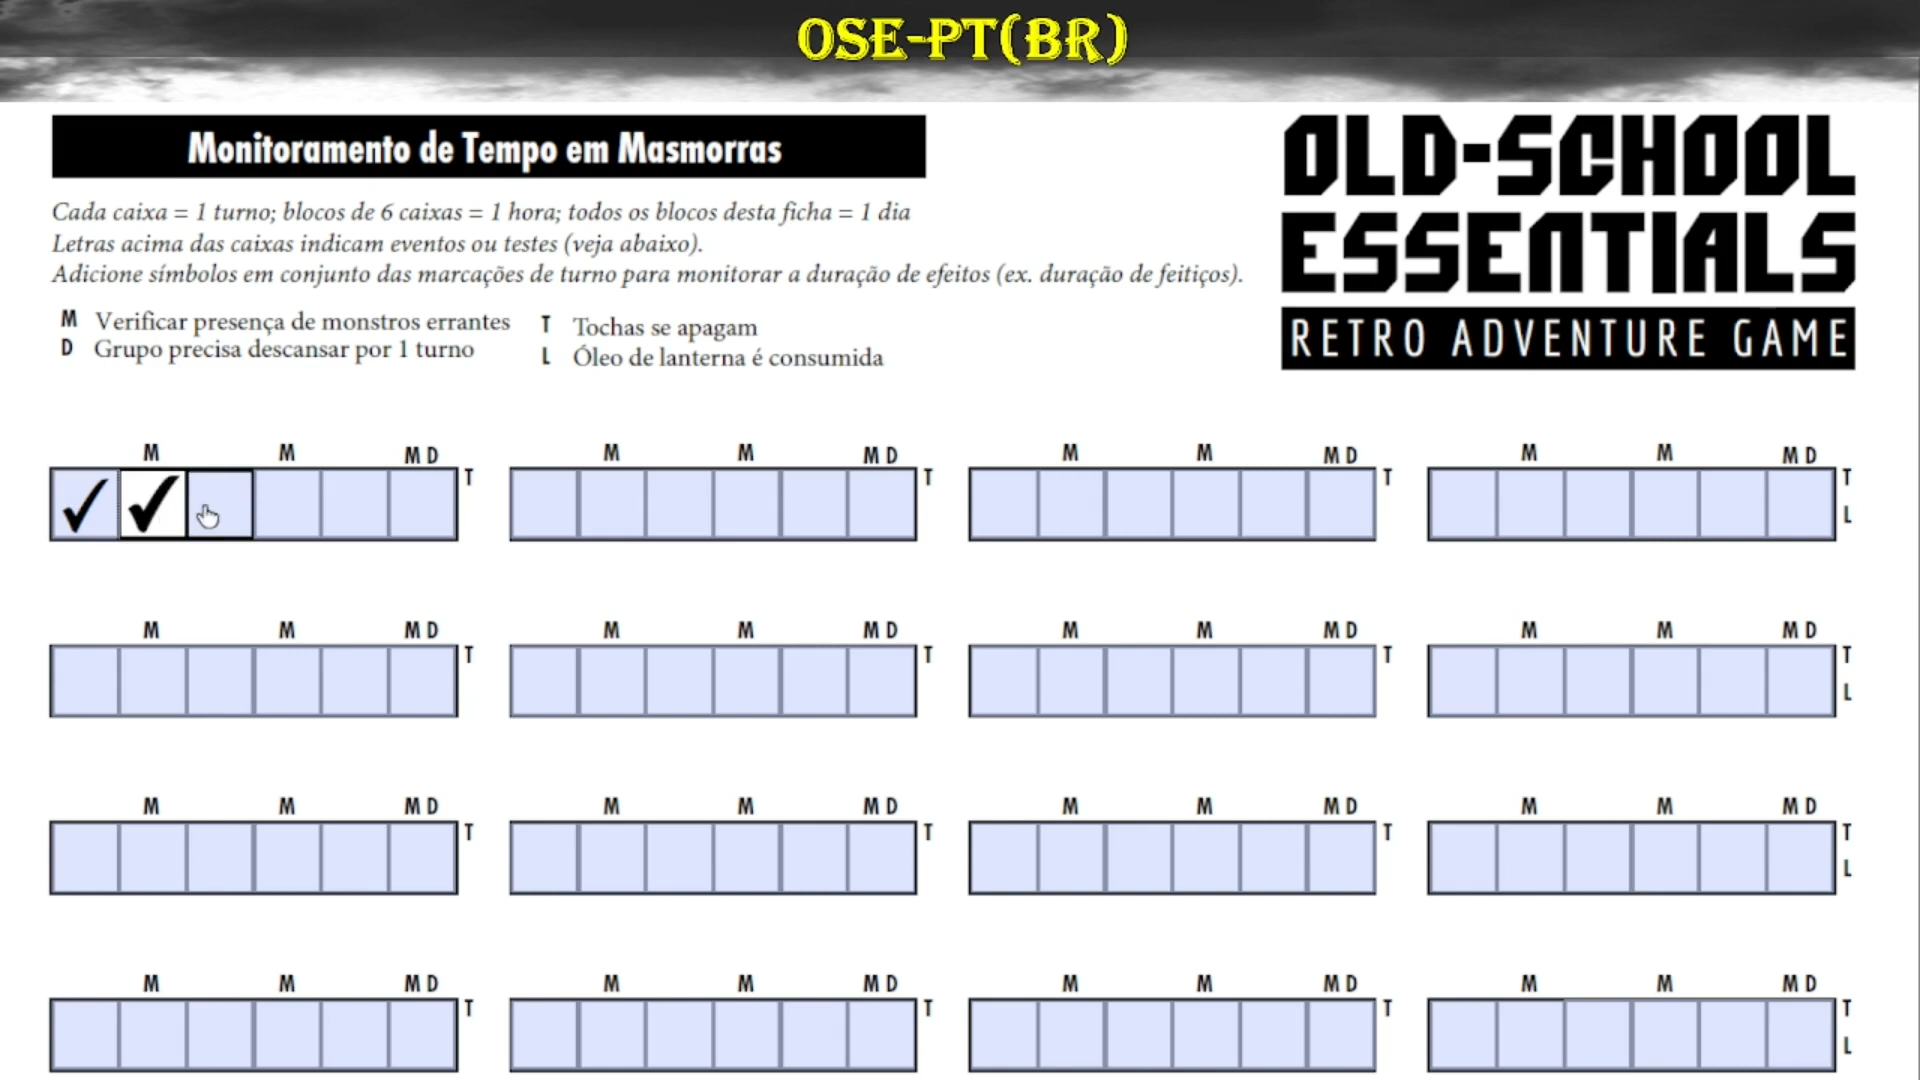 OSE-PT(BR)
Monitoramento de Tempo em Masmorras
OLD-SCHOOL
ESSENTIALS
RETRO ADVENTURE GAME
Cada caixa = 1 turno; blocos de 6 caixas = 1 hora; todos os blocos desta ficha = 1 dia
Letras acima das caixas indicam eventos ou testes (veja abaixo).
Adicione símbolos em conjunto das marcações de turno para monitorar a duração de efeitos (ex. duração de feitiços).
M Verificar presença de monstros errantes
D Grupo precisa descansar por 1 turno
T Tochas se apagam
L Óleo de lanterna é consumida
M M M D M M M D M M M D M M M D
T T T T
L
M M M D M M M D M M M D M M M D
T T T T
L
M M M D M M M D M M M D M M M D
T T T T
L
M M M D M M M D M M M D M M M D
T T T T
L